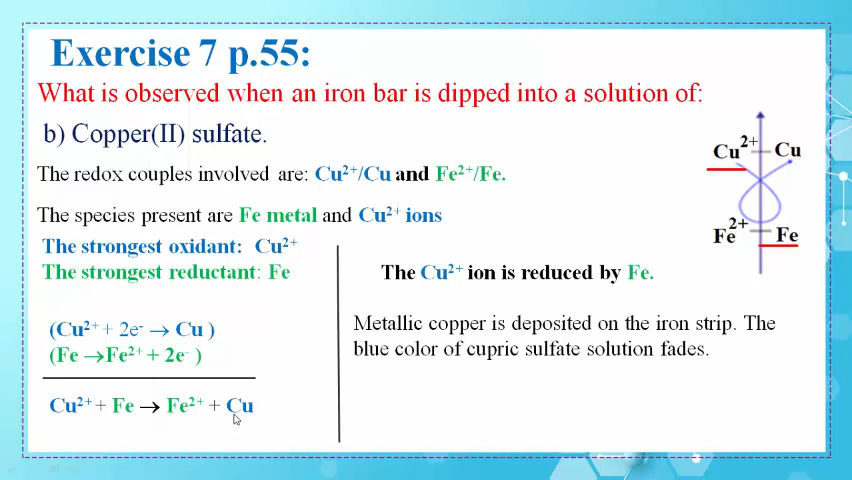 Exercise 7 p.55:
What is observed when an iron bar is dipped into a solution of:
b) Copper(II) sulfate.
The redox couples involved are: Cu²⁺/Cu and Fe²⁺/Fe.
The species present are Fe metal and Cu²⁺ ions
The strongest oxidant: Cu²⁺
The strongest reductant: Fe
(Cu²⁺ + 2e⁻ → Cu )
(Fe →Fe²⁺ + 2e⁻ )
Cu²⁺ + Fe → Fe²⁺ + Cu
The Cu²⁺ ion is reduced by Fe.
Metallic copper is deposited on the iron strip. The
blue color of cupric sulfate solution fades.
Cu²⁺ Cu
Fe²⁺ Fe